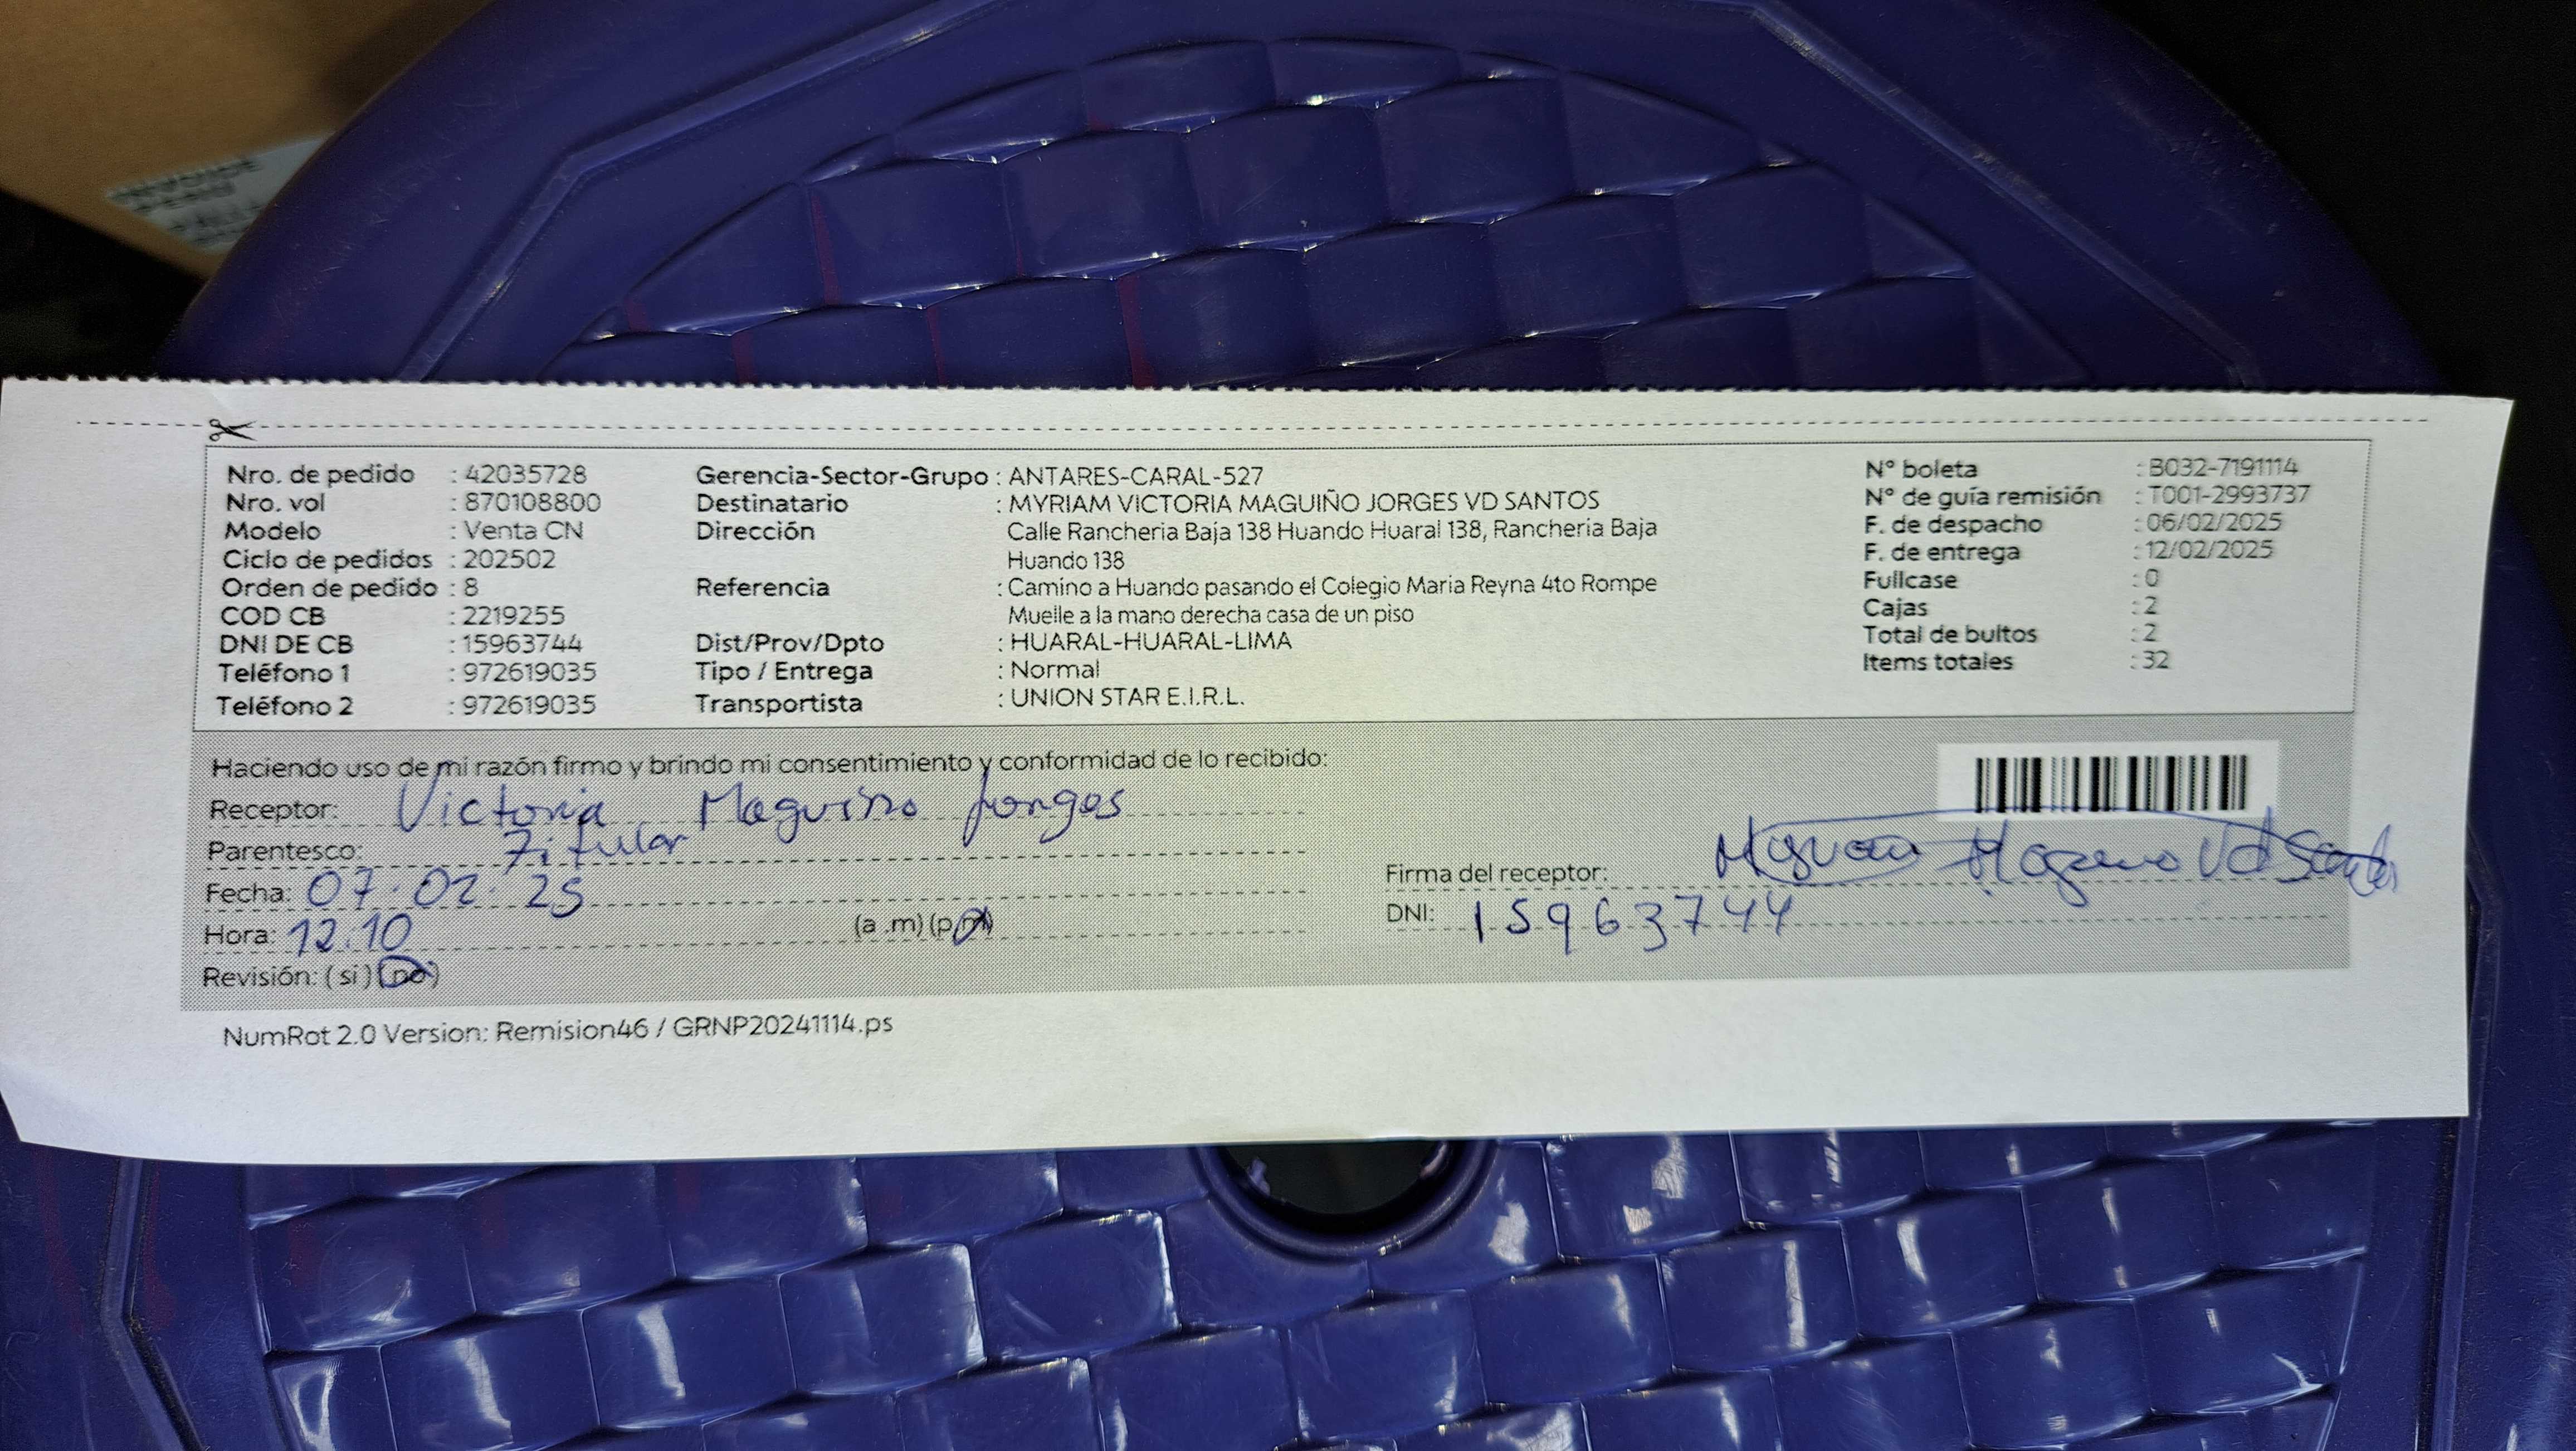 Nro. de pedido : 42035728 Gerencia-Sector-Grupo : ANTARES-CARAL-527 N° boleta : B032-7191114
Nro. vol : 870108800 Destinatario : MYRIAM VICTORIA MAGUIÑO JORGES VD SANTOS N° de guía remisión : T001-2993737
Modelo : Venta CN Dirección Calle Rancheria Baja 138 Huando Huaral 138, Rancheria Baja F. de despacho : 06/02/2025
Ciclo de pedidos : 202502 Huando 138 F. de entrega : 12/02/2025
Orden de pedido : 8 Referencia : Camino a Huando pasando el Colegio Maria Reyna 4to Rompe Fullcase : 0
COD CB : 2219255 Muelle a la mano derecha casa de un piso Cajas : 2
DNI DE CB : 15963744 Dist/Prov/Dpto : HUARAL-HUARAL-LIMA Total de bultos : 2
Teléfono 1 : 972619035 Tipo / Entrega : Normal Items totales : 32
Teléfono 2 : 972619035 Transportista : UNION STAR E.I.R.L.
Haciendo uso de mi razón firmo y brindo mi consentimiento y conformidad de lo recibido:
Receptor: Victoria Maguiño Jorges
Parentesco: Titular
Firma del receptor: Vd Santos
Fecha: 07.02.25
DNI: 15963744
Hora: 12:10 (a .m) (p.m)
Revisión: ( si ) ( no )
NumRot 2.0 Version: Remision46 / GRNP20241114.ps